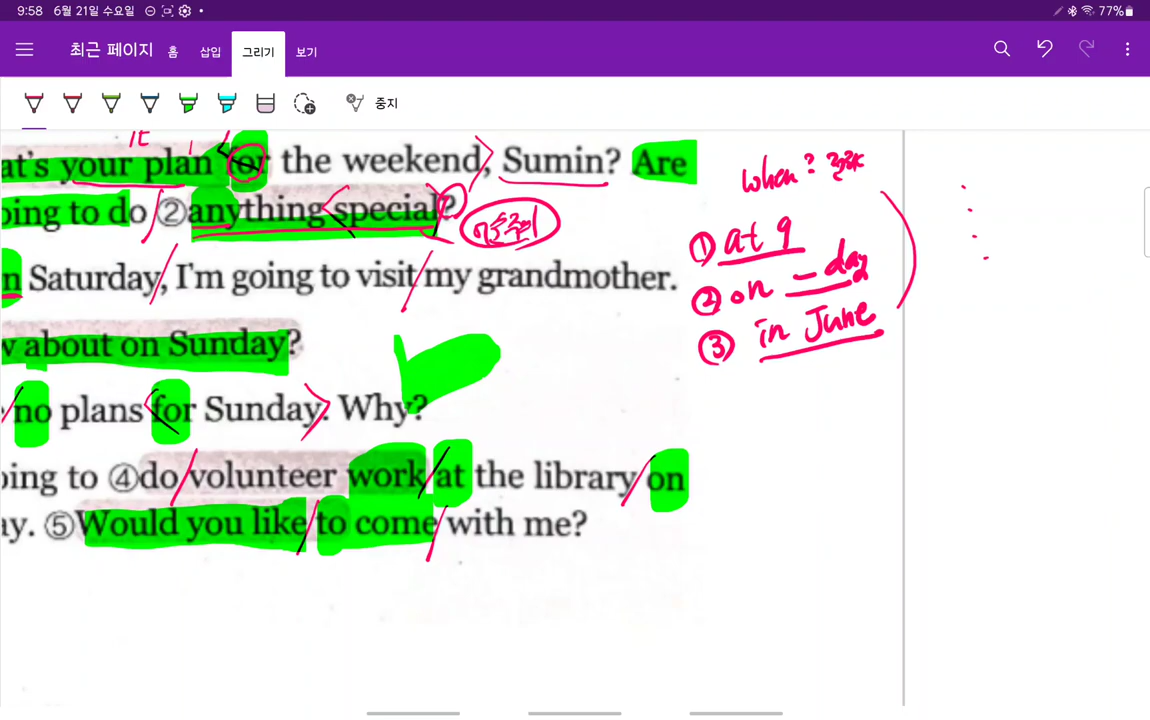 9:58 6월 21일 수요일 77%
최근 페이지 홈 삽입 그리기 보기
중지
it
at's your plan for the weekend, Sumin? Are
when?
oing to do ②anything special?
① at 9
n Saturday, I'm going to visit my grandmother.
② on _ day
③ in June
w about on Sunday?
no plans for Sunday. Why?
oing to ④do volunteer work at the library on
ay. ⑤Would you like to come with me?